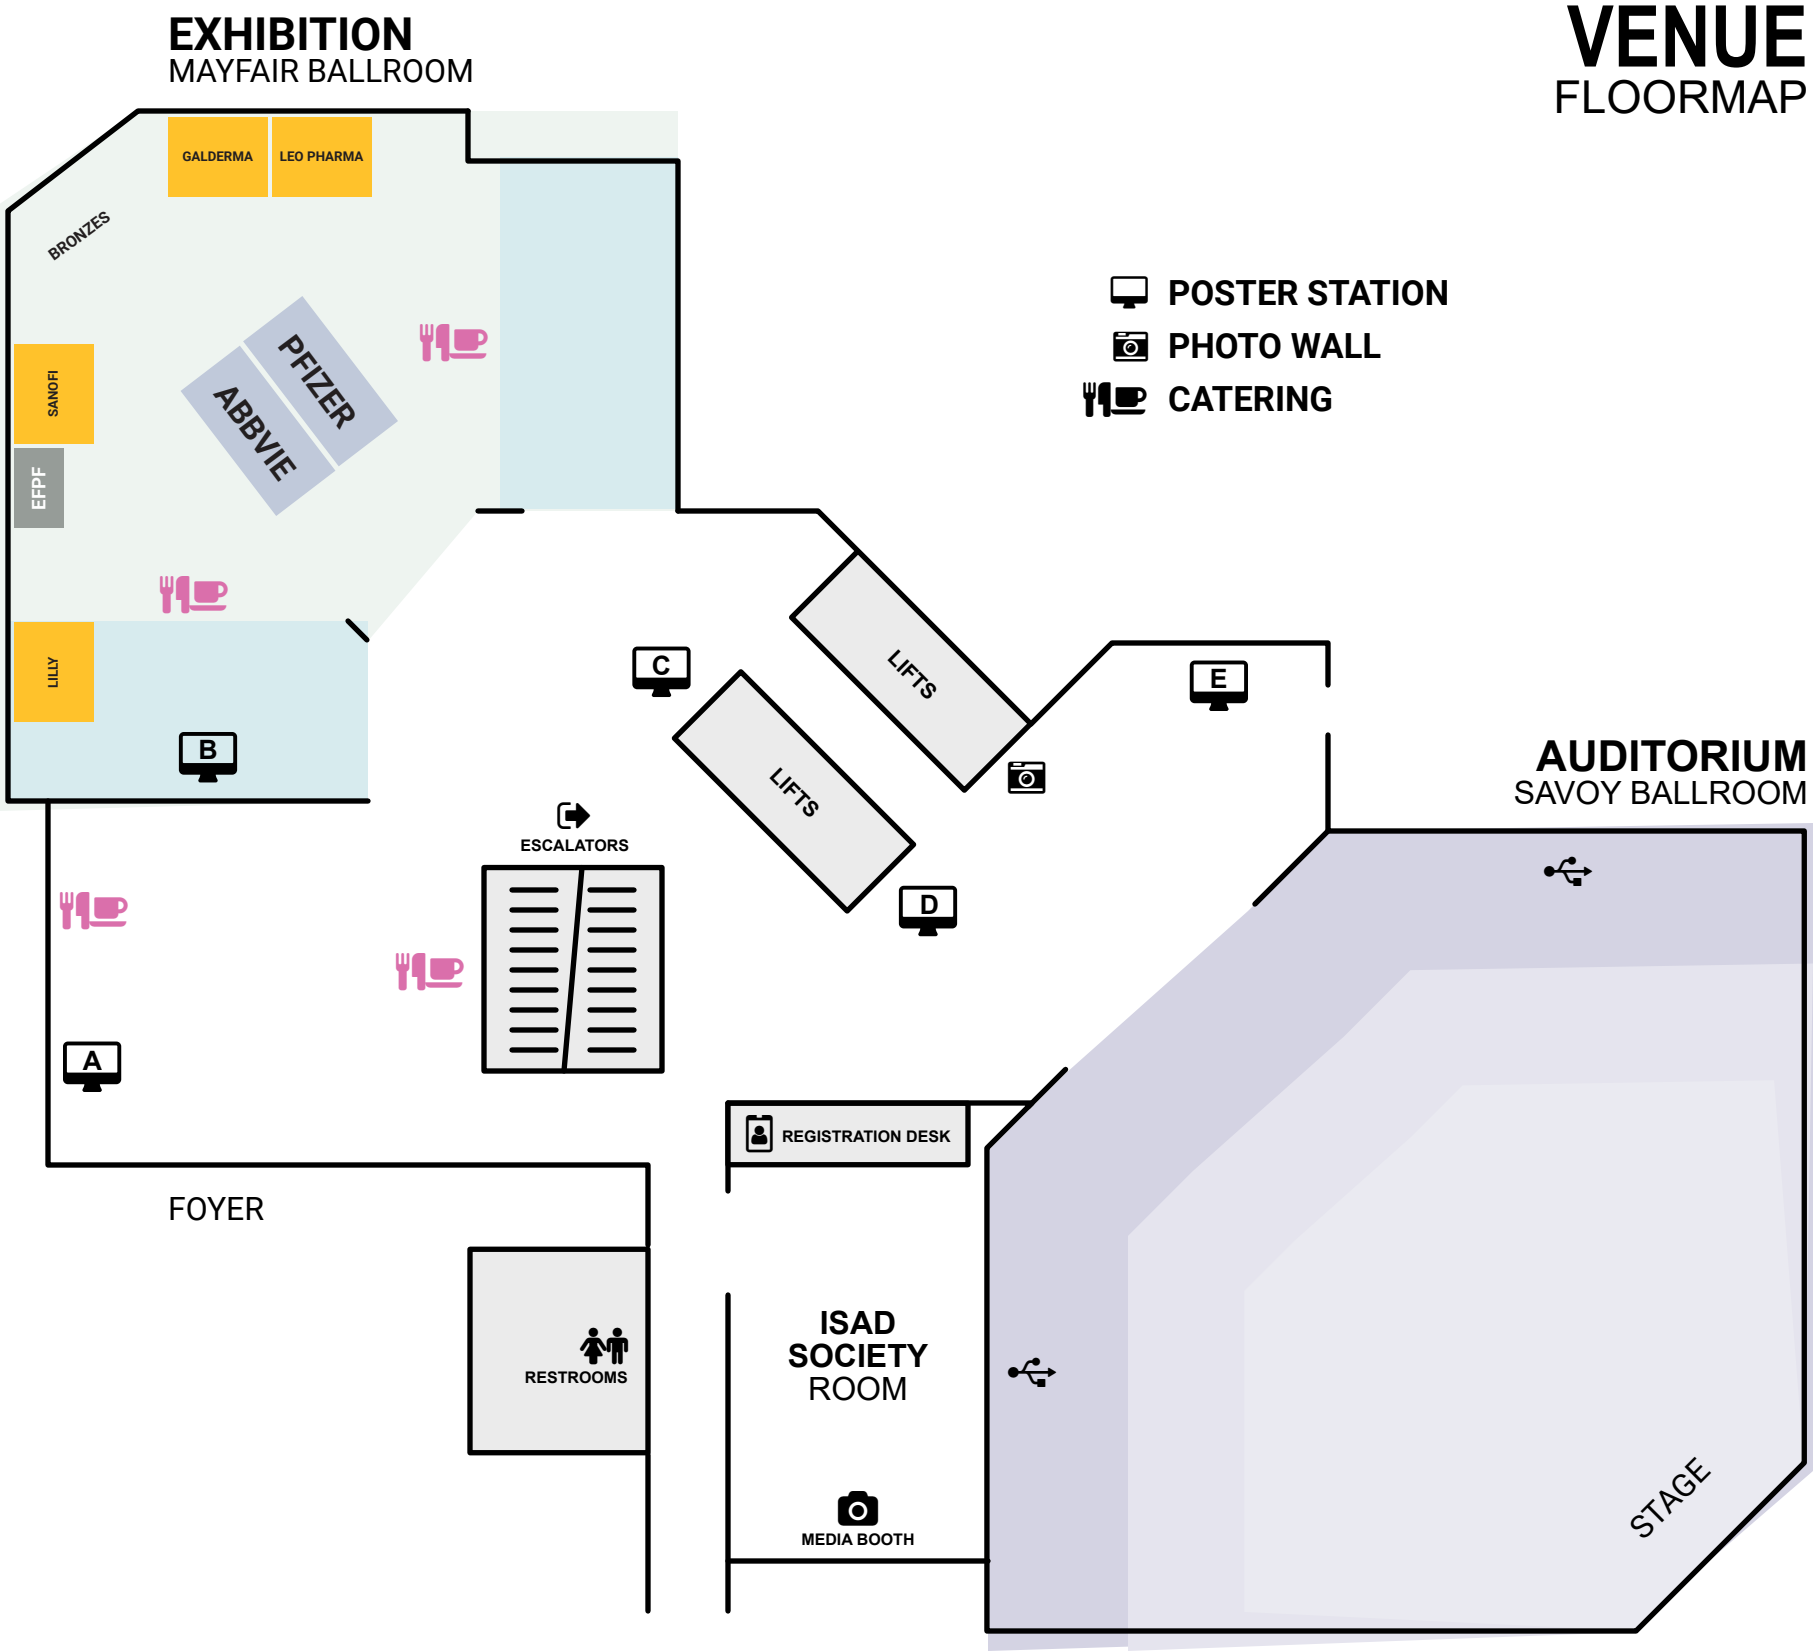 EXHIBITION
MAYFAIR BALLROOM
VENUE
FLOORMAP
GALDERMA
LEO PHARMA
BRONZES
POSTER STATION
PHOTO WALL
CATERING
PFIZER
ABBVIE
SANOFI
EFPF
LILLY
B
C
LIFTS
LIFTS
E
AUDITORIUM
SAVOY BALLROOM
ESCALATORS
D
A
REGISTRATION DESK
FOYER
ISAD
SOCIETY
ROOM
RESTROOMS
MEDIA BOOTH
STAGE